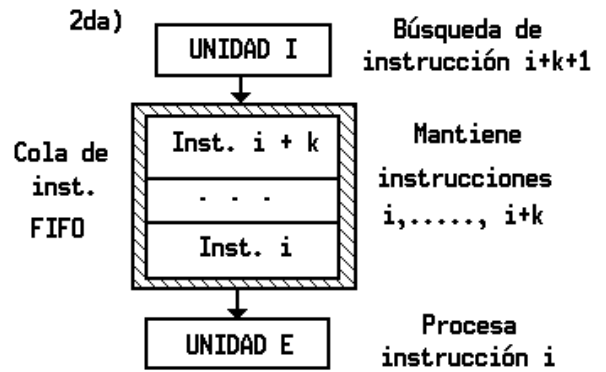 2da)
UNIDAD I
Búsqueda de
instrucción i+k+1
Cola de
inst.
FIFO
Inst. i + k
. . .
Inst. i
Mantiene
instrucciones
i,....., i+k
UNIDAD E
Procesa
instrucción i